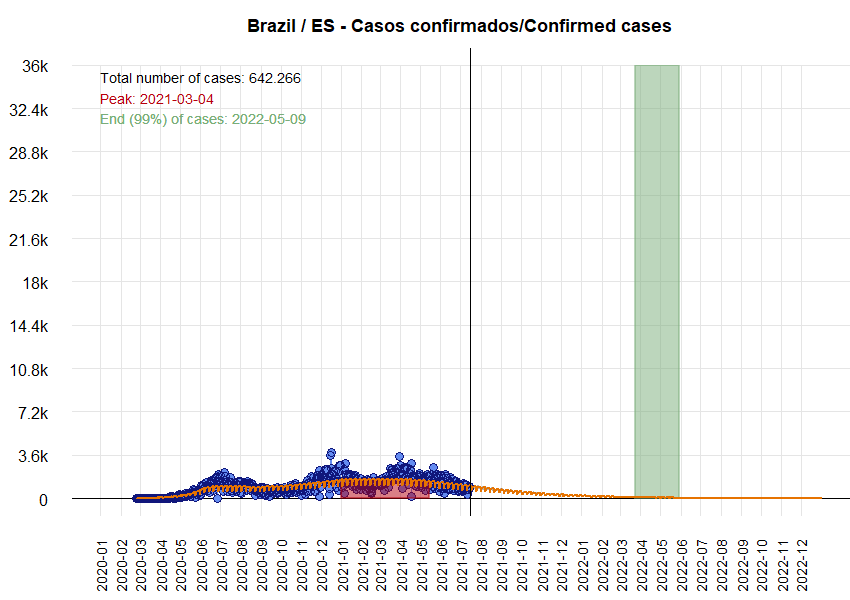 Brazil / ES - Casos confirmados/Confirmed cases
Total number of cases: 642.266
Peak: 2021-03-04
End (99%) of cases: 2022-05-09
36k
32.4k
28.8k
25.2k
21.6k
18k
14.4k
10.8k
7.2k
3.6k
0
2020-01
2020-02
2020-03
2020-04
2020-05
2020-06
2020-07
2020-08
2020-09
2020-10
2020-11
2020-12
2021-01
2021-02
2021-03
2021-04
2021-05
2021-06
2021-07
2021-08
2021-09
2021-10
2021-11
2021-12
2022-01
2022-02
2022-03
2022-04
2022-05
2022-06
2022-07
2022-08
2022-09
2022-10
2022-11
2022-12